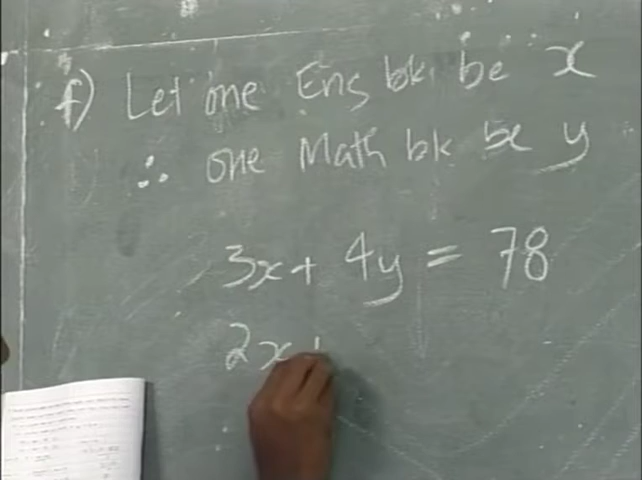 f) Let one Eng bk, be x
∴ one Math bk be y
3x + 4y = 78
2x +